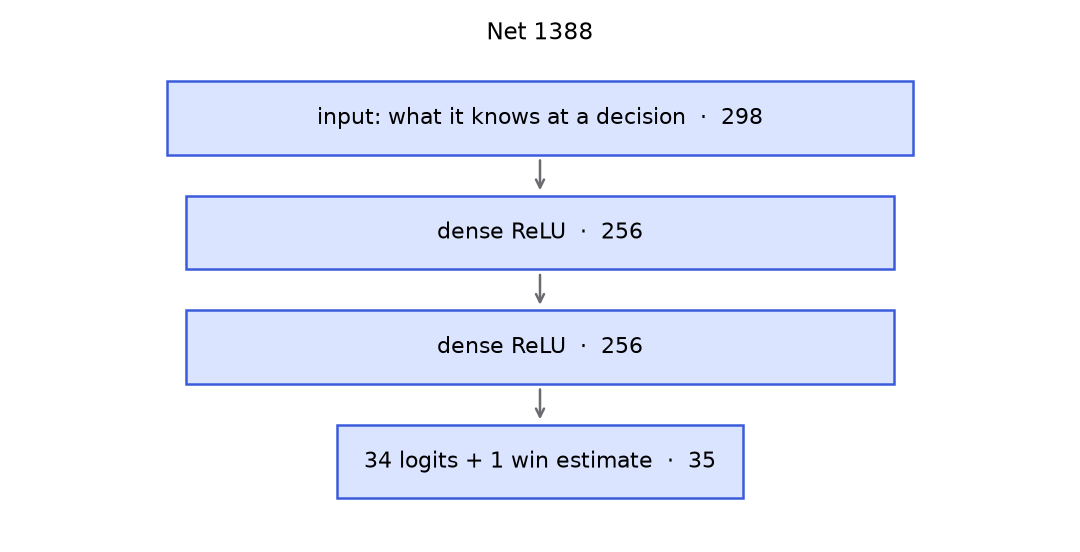 Net 1388
input: what it knows at a decision · 298
dense ReLU · 256
dense ReLU · 256
34 logits + 1 win estimate · 35